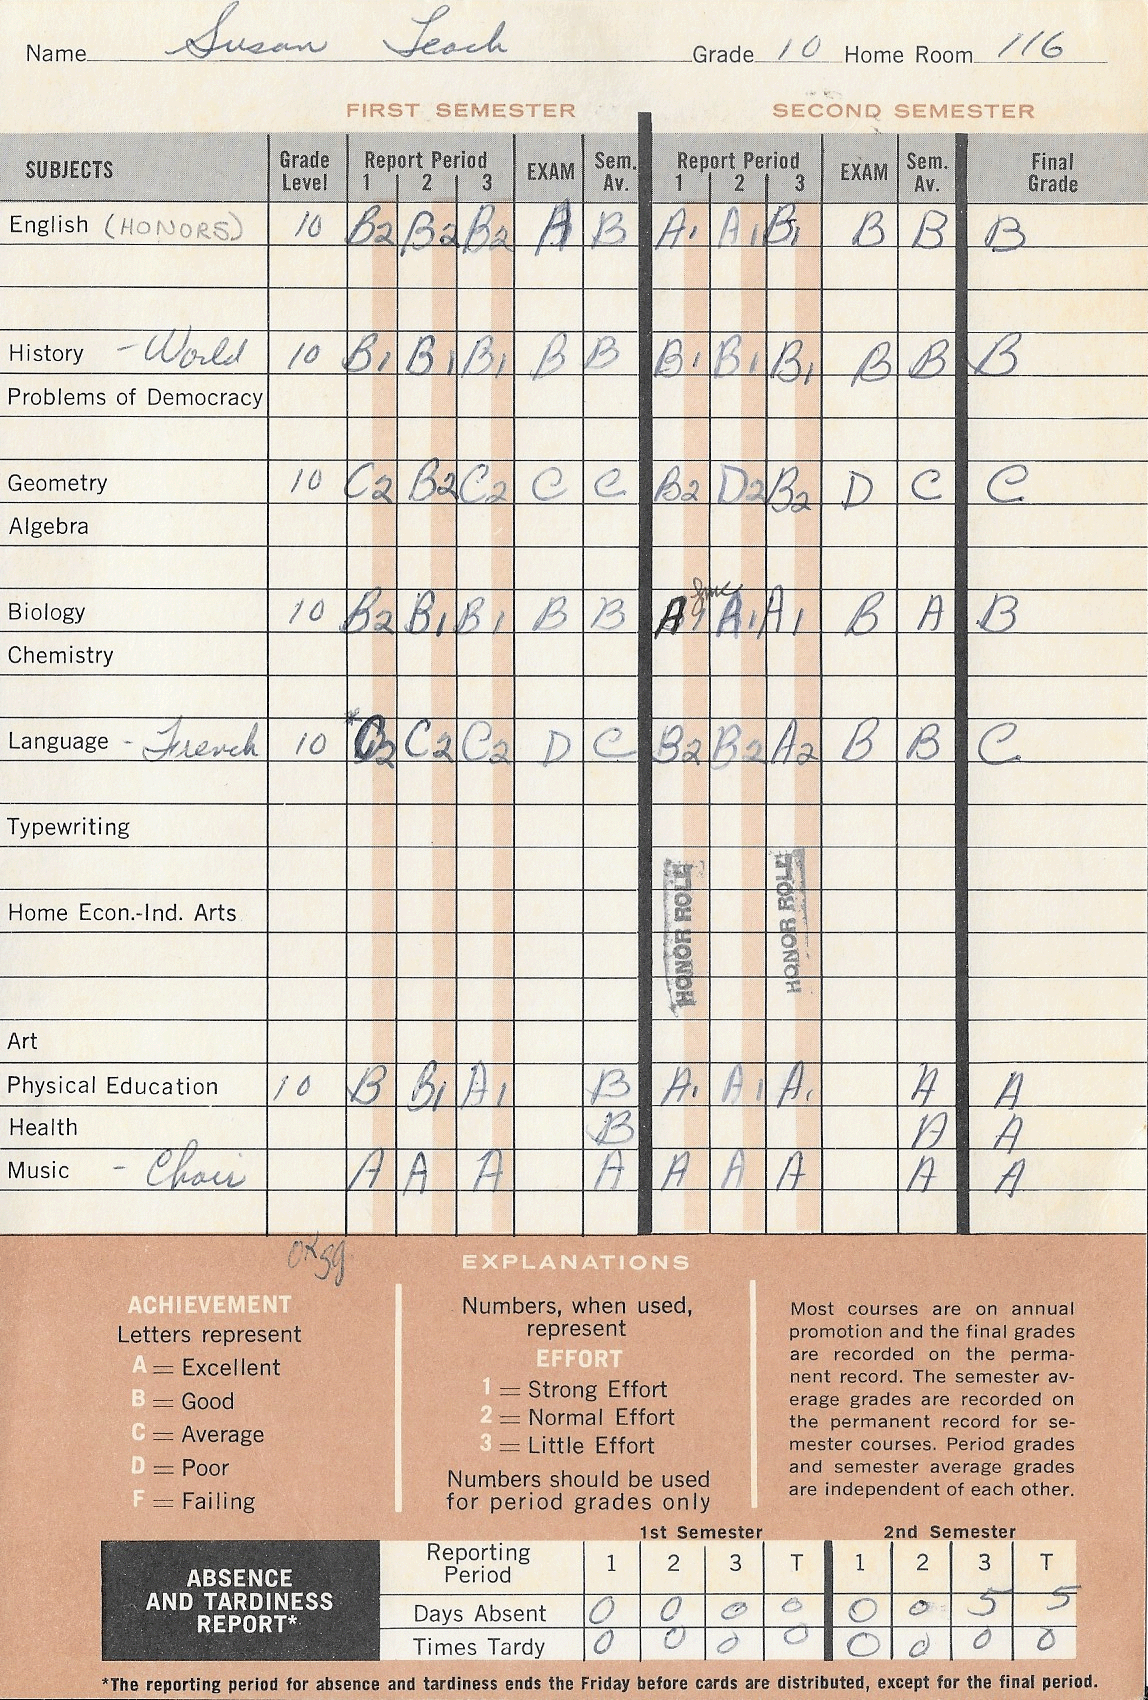 Name Susan Leach Grade 10 Home Room 116
FIRST SEMESTER SECOND SEMESTER
SUBJECTS Grade Level Report Period 1 2 3 EXAM Sem. Av. Report Period 1 2 3 EXAM Sem. Av. Final Grade
English (HONORS) 10 B2 B2 B2 A B A1 A1 B1 B B B
History - World 10 B1 B1 B1 B B B1 B1 B1 B B B
Problems of Democracy
Geometry 10 C2 B2 C2 C C B2 D2 B2 D C C
Algebra
Biology 10 B2 B1 B1 B B A1 A1 A1 B A B
Chemistry
Language - French 10 *C2 C2 C2 D C B2 B2 A2 B B C
Typewriting
HONOR ROLL HONOR ROLL
Home Econ.-Ind. Arts
Art
Physical Education 10 B B1 A1 B A1 A1 A1 A A
Health B A A
Music - Choir A A A A A A A A A
EXPLANATIONS
ACHIEVEMENT
Letters represent
A = Excellent
B = Good
C = Average
D = Poor
F = Failing
Numbers, when used,
represent
EFFORT
1 = Strong Effort
2 = Normal Effort
3 = Little Effort
Numbers should be used
for period grades only
Most courses are on annual
promotion and the final grades
are recorded on the perma-
nent record. The semester av-
erage grades are recorded on
the permanent record for se-
mester courses. Period grades
and semester average grades
are independent of each other.
1st Semester 2nd Semester
ABSENCE
AND TARDINESS
REPORT*
Reporting Period 1 2 3 T 1 2 3 T
Days Absent 0 0 0 0 0 0 5 5
Times Tardy 0 0 0 0 0 0 0 0
*The reporting period for absence and tardiness ends the Friday before cards are distributed, except for the final period.